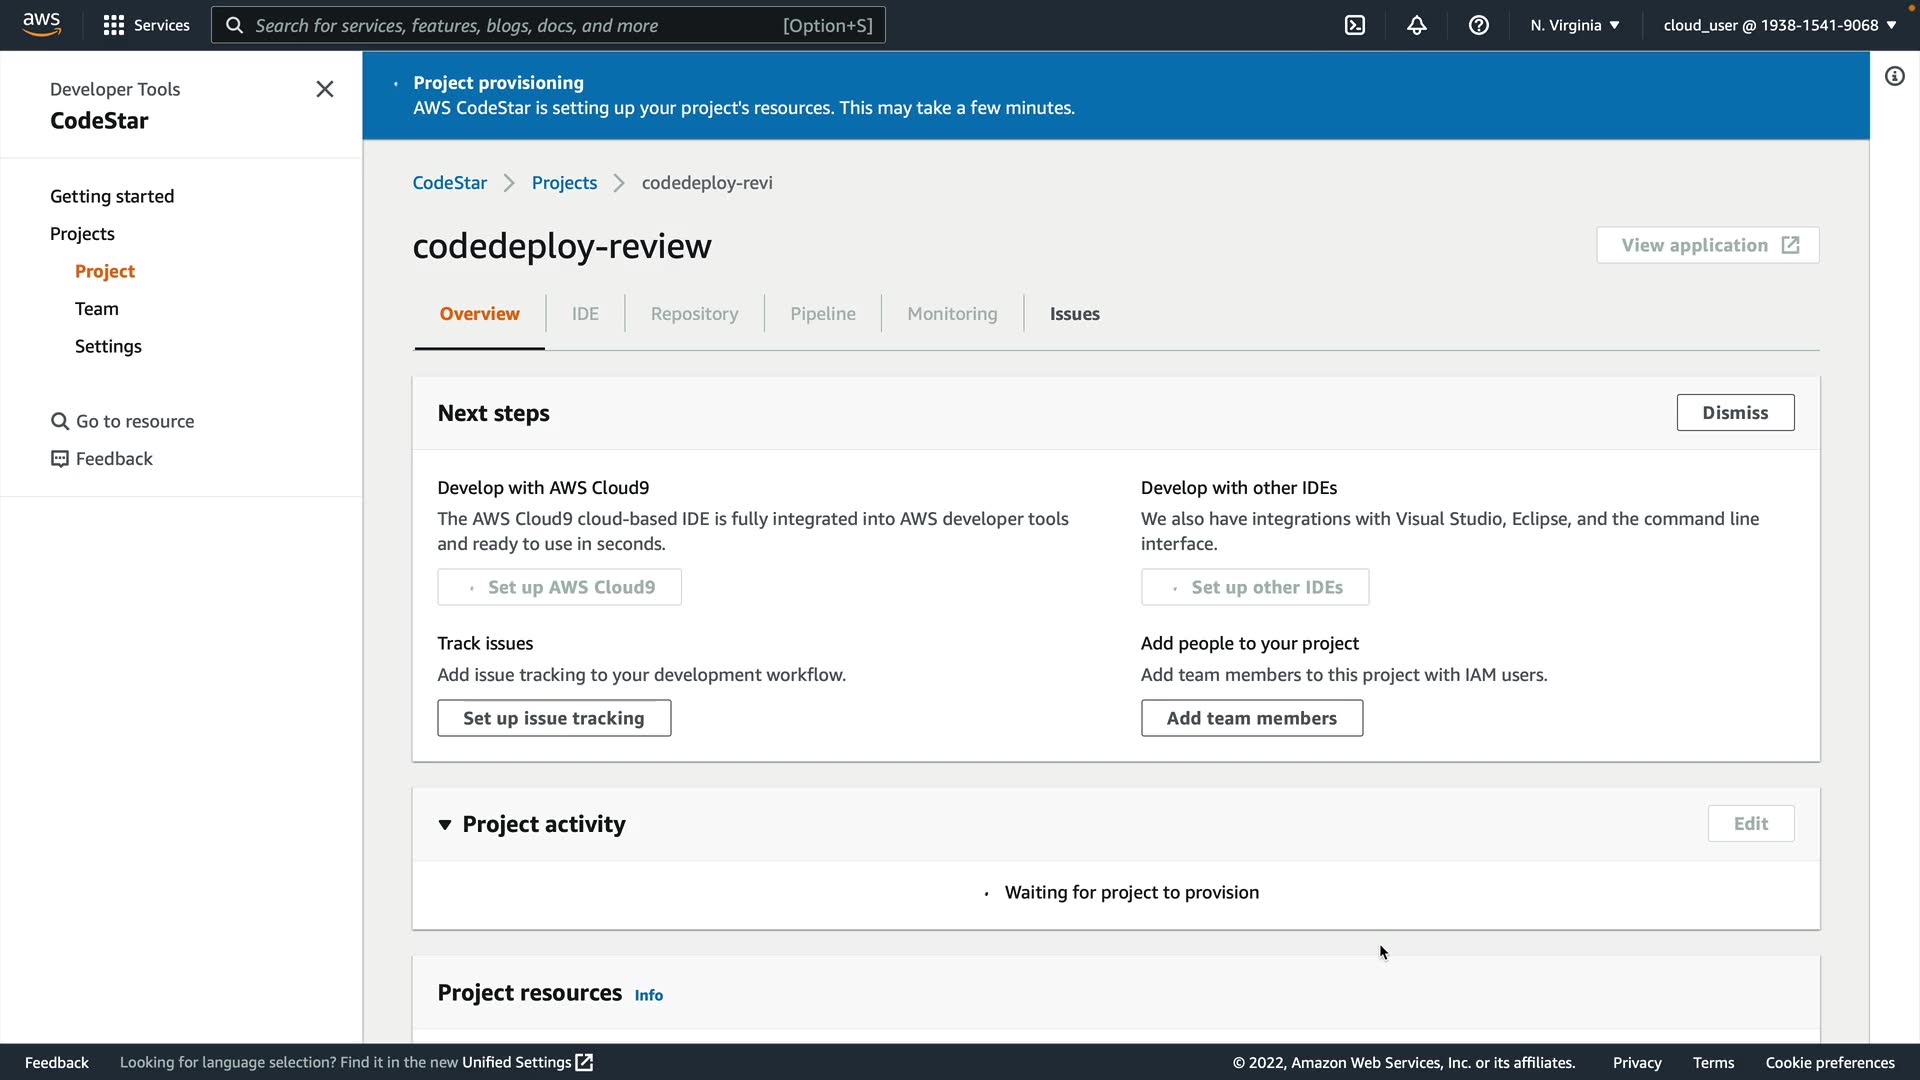 aws
Services
Search for services, features, blogs, docs, and more
[Option+S]
N. Virginia
cloud_user @ 1938-1541-9068
Developer Tools
CodeStar
Getting started
Projects
Project
Team
Settings
Go to resource
Feedback
Project provisioning
AWS CodeStar is setting up your project's resources. This may take a few minutes.
CodeStar
Projects
codedeploy-revi
codedeploy-review
View application
Overview
IDE
Repository
Pipeline
Monitoring
Issues
Next steps
Dismiss
Develop with AWS Cloud9
The AWS Cloud9 cloud-based IDE is fully integrated into AWS developer tools
and ready to use in seconds.
Set up AWS Cloud9
Develop with other IDEs
We also have integrations with Visual Studio, Eclipse, and the command line
interface.
Set up other IDEs
Track issues
Add issue tracking to your development workflow.
Set up issue tracking
Add people to your project
Add team members to this project with IAM users.
Add team members
Project activity
Edit
Waiting for project to provision
Project resources
Info
Feedback
Looking for language selection? Find it in the new Unified Settings
© 2022, Amazon Web Services, Inc. or its affiliates.
Privacy
Terms
Cookie preferences